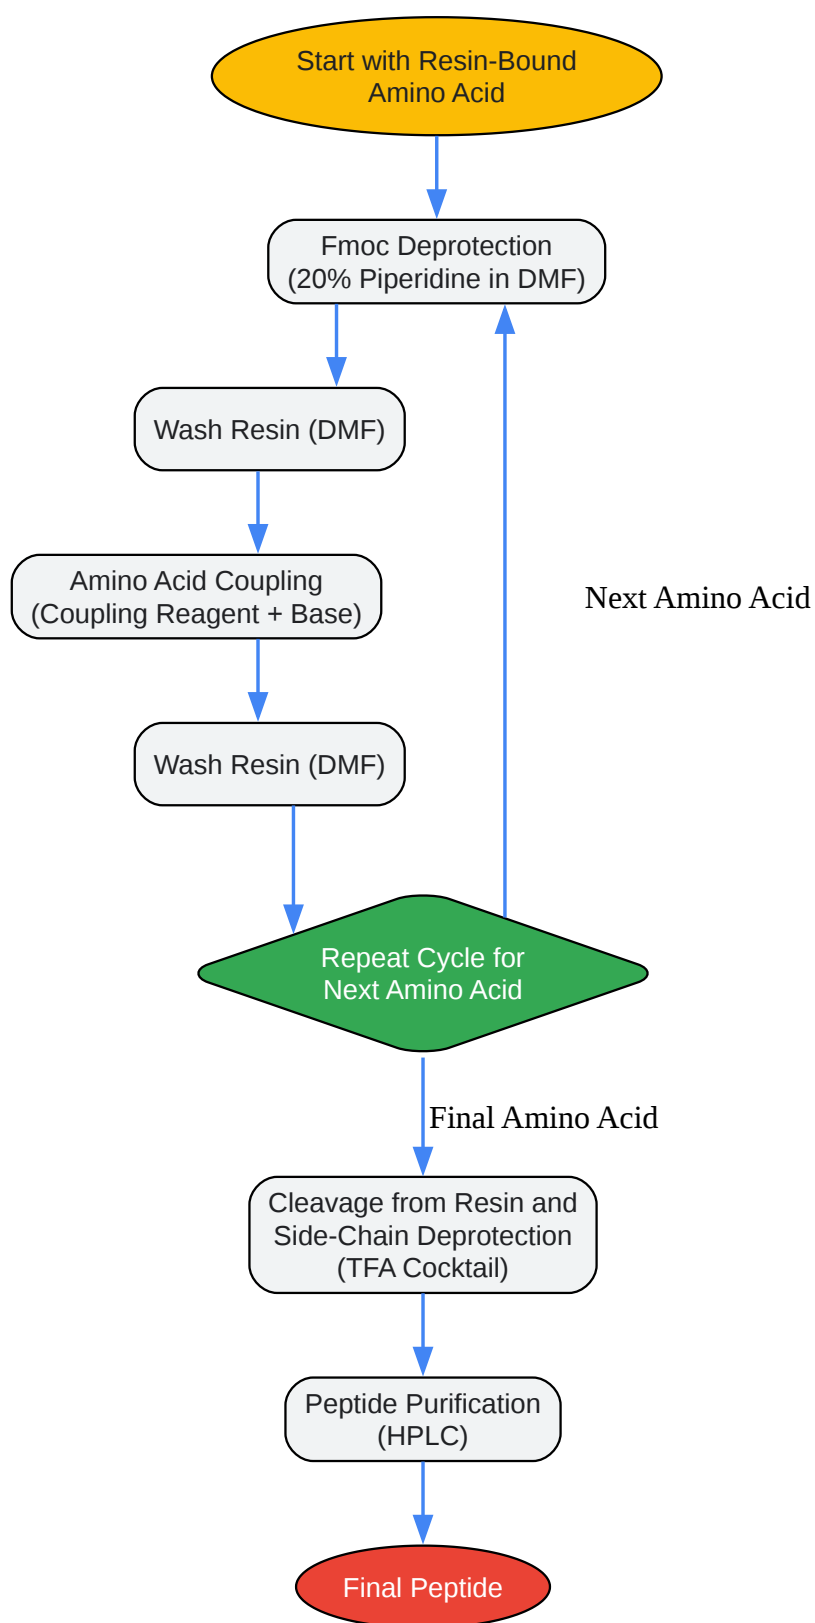 Start with Resin-Bound
Amino Acid
Fmoc Deprotection
(20% Piperidine in DMF)
Wash Resin (DMF)
Amino Acid Coupling
(Coupling Reagent + Base)
Next Amino Acid
Wash Resin (DMF)
Repeat Cycle for
Next Amino Acid
Final Amino Acid
Cleavage from Resin and
Side-Chain Deprotection
(TFA Cocktail)
Peptide Purification
(HPLC)
Final Peptide